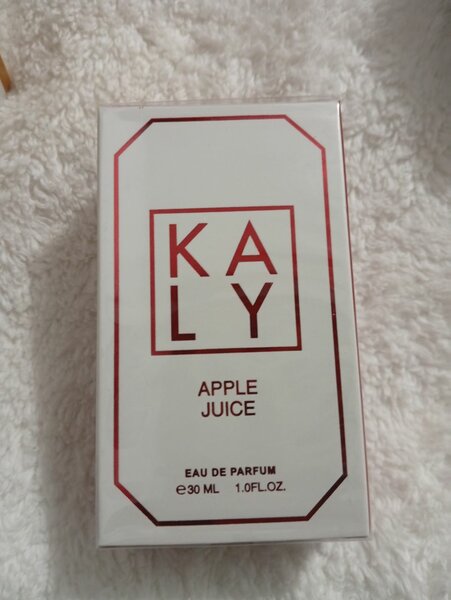 KA
LY
APPLE
JUICE
EAU DE PARFUM
℮30 ML 1.0FL.OZ.